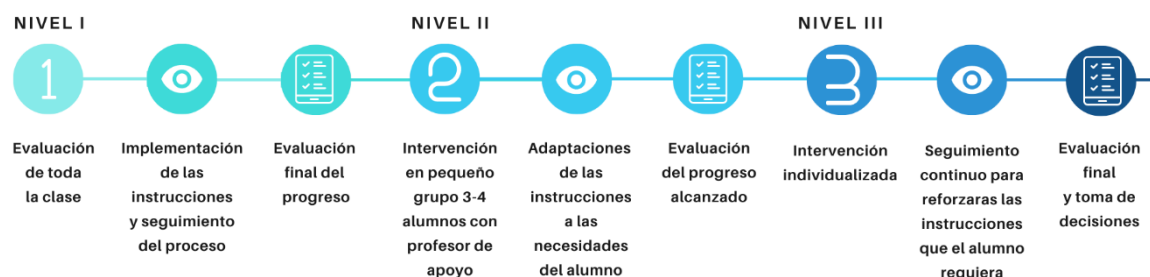 NIVEL I
NIVEL II
NIVEL III
1
2
3
Evaluación
de toda
la clase
Implementación
de las
instrucciones
y seguimiento
del proceso
Evaluación
final del
progreso
Intervención
en pequeño
grupo 3-4
alumnos con
profesor de
apoyo
Adaptaciones
de las
instrucciones
a las
necesidades
del alumno
Evaluación
del progreso
alcanzado
Intervención
individualizada
Seguimiento
continuo para
reforzaras las
instrucciones
que el alumno
requiera
Evaluación
final
y toma de
decisiones